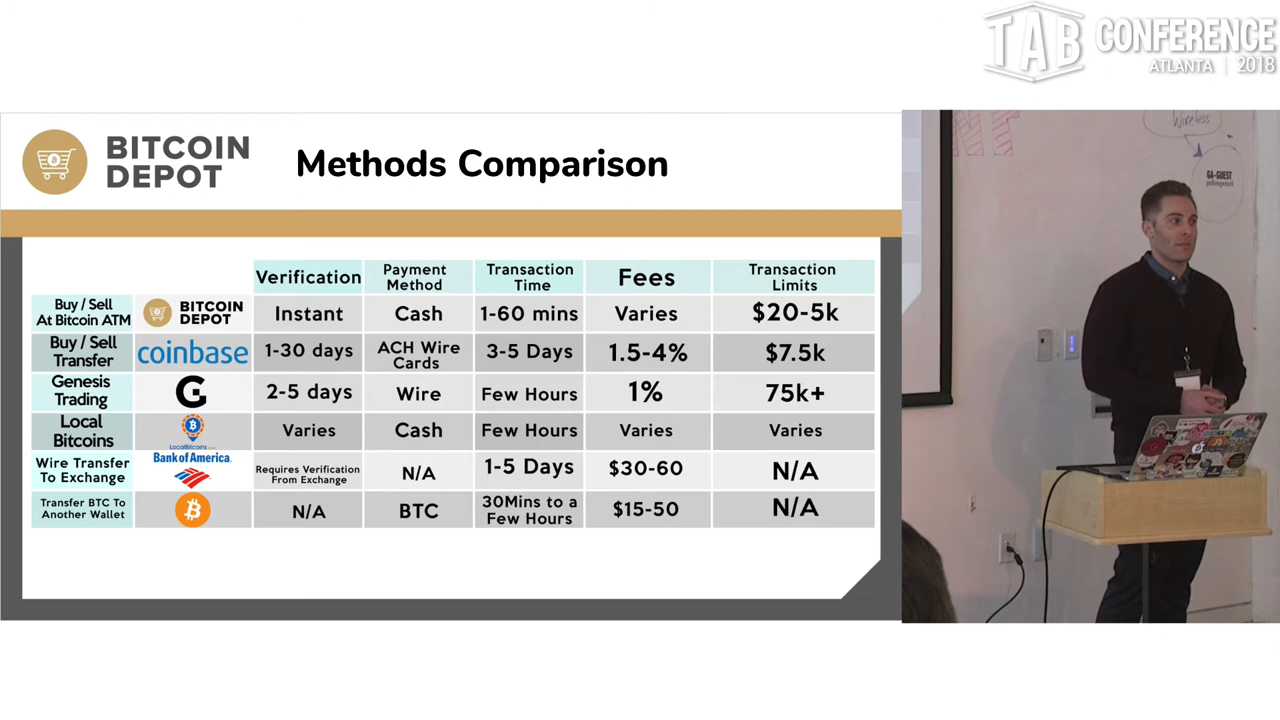 TAB CONFERENCE
ATLANTA | 2018
BITCOIN
DEPOT
Methods Comparison
Verification
Payment
Method
Transaction
Time
Fees
Transaction
Limits
Buy / Sell
At Bitcoin ATM
BITCOIN
DEPOT
Instant
Cash
1-60 mins
Varies
$20-5k
Buy / Sell
Transfer
coinbase
1-30 days
ACH Wire
Cards
3-5 Days
1.5-4%
$7.5k
Genesis
Trading
G
2-5 days
Wire
Few Hours
1%
75k+
Local
Bitcoins
LocalBitcoins
Varies
Cash
Few Hours
Varies
Varies
Wire Transfer
To Exchange
Bank of America
Requires Verification
From Exchange
N/A
1-5 Days
$30-60
N/A
Transfer BTC To
Another Wallet
N/A
BTC
30Mins to a
Few Hours
$15-50
N/A
Wireless
GA-GUEST
yellowpencil